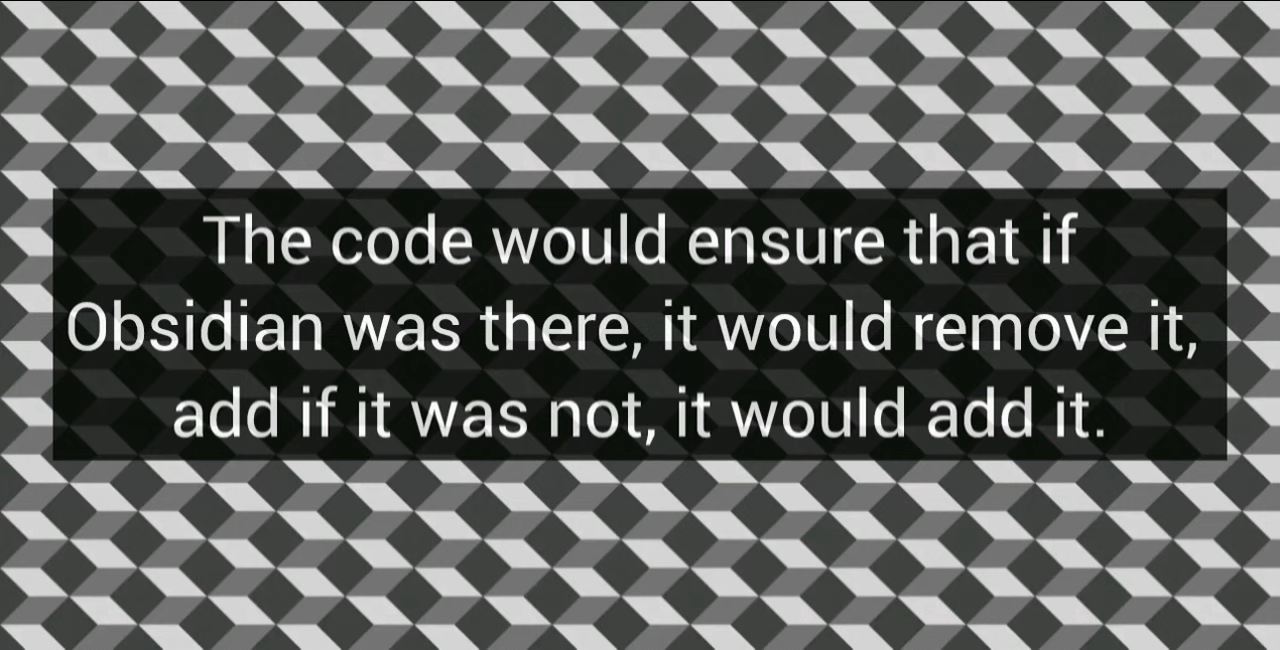 The code would ensure that if
Obsidian was there, it would remove it,
add if it was not, it would add it.